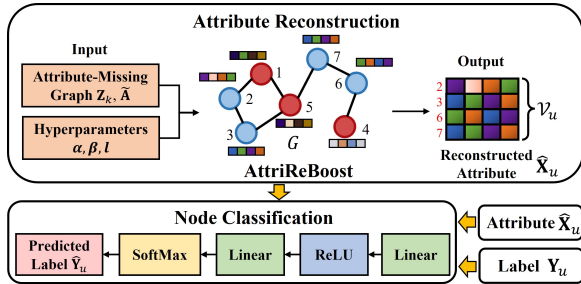 Attribute Reconstruction
Input
Attribute-Missing
Graph Z_k, Ã
Hyperparameters
α, β, l
1
2
3
4
5
6
7
G
AttriReBoost
Output
2
3
6
7
𝒱_u
Reconstructed
Attribute X̂_u
Node Classification
Predicted
Label Ŷ_u
SoftMax
Linear
ReLU
Linear
Attribute X̂_u
Label Y_u